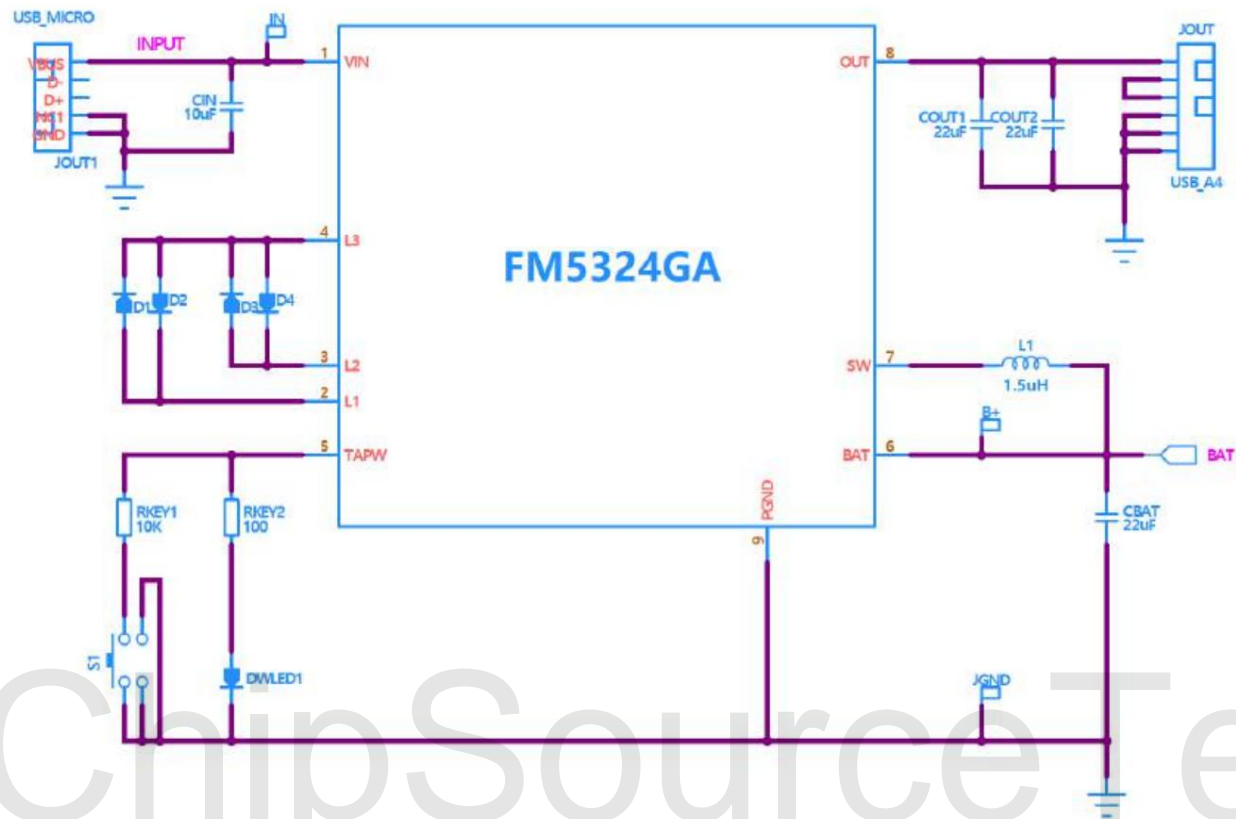 USB_MICRO
IN
JOUT
INPUT
1
VIN
OUT
8
VBUS
D-
D+
GND
CIN
10uF
COUT1
22uF
COUT2
22uF
JOUT1
USB_A4
4
L3
FM5324GA
D1
D2
D3
D4
3
L2
2
L1
SW
7
L1
1.5uH
B+
5
TAPW
BAT
6
BAT
RKEY1
10K
RKEY2
100
PGND
9
CBAT
22uF
S1
DWLED1
JGND
ChipSourceTe